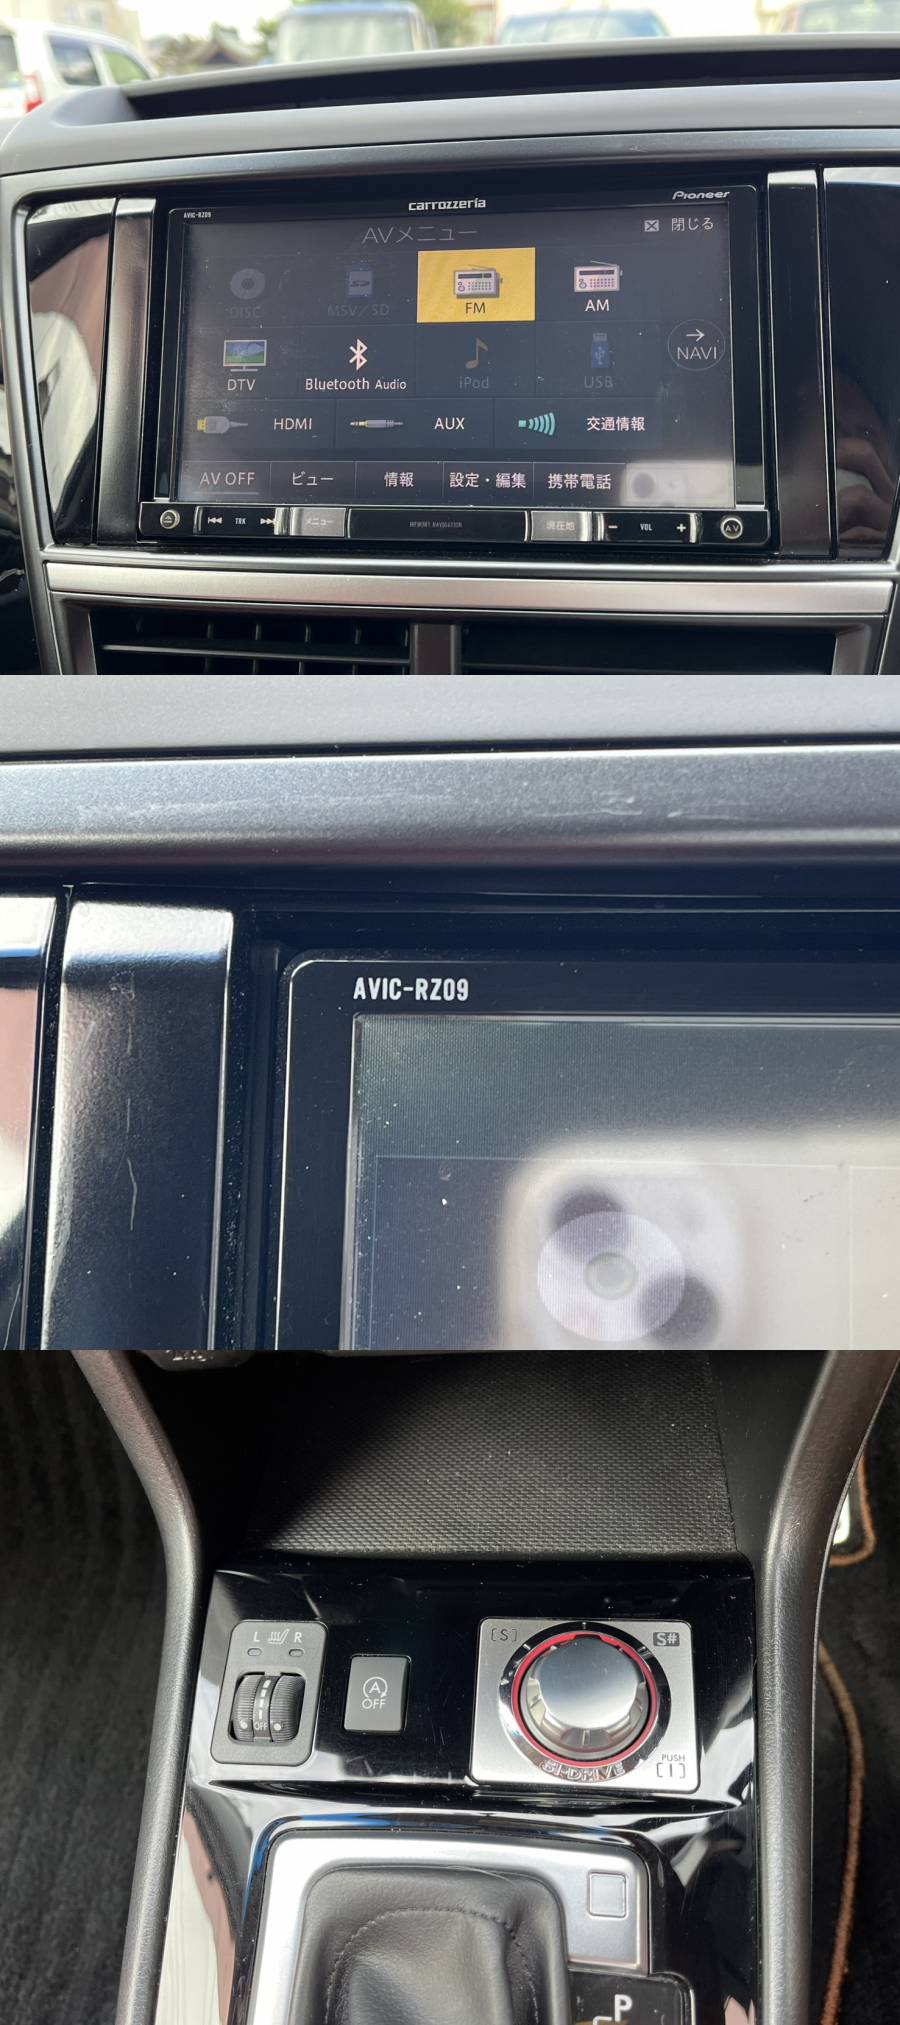 carrozzeria
Pioneer
AVIC-RZ09
AVメニュー
閉じる
DISC
MSV/SD
FM
AM
DTV
Bluetooth Audio
iPod
USB
→
NAVI
HDMI
AUX
交通情報
AV OFF
ビュー
情報
設定・編集
携帯電話
TRK
メニュー
MEMORY NAVIGATION
現在地
− VOL +
AV
AVIC-RZ09
L R
OFF
A
OFF
[S]
S#
SI-DRIVE
PUSH
[I]
P